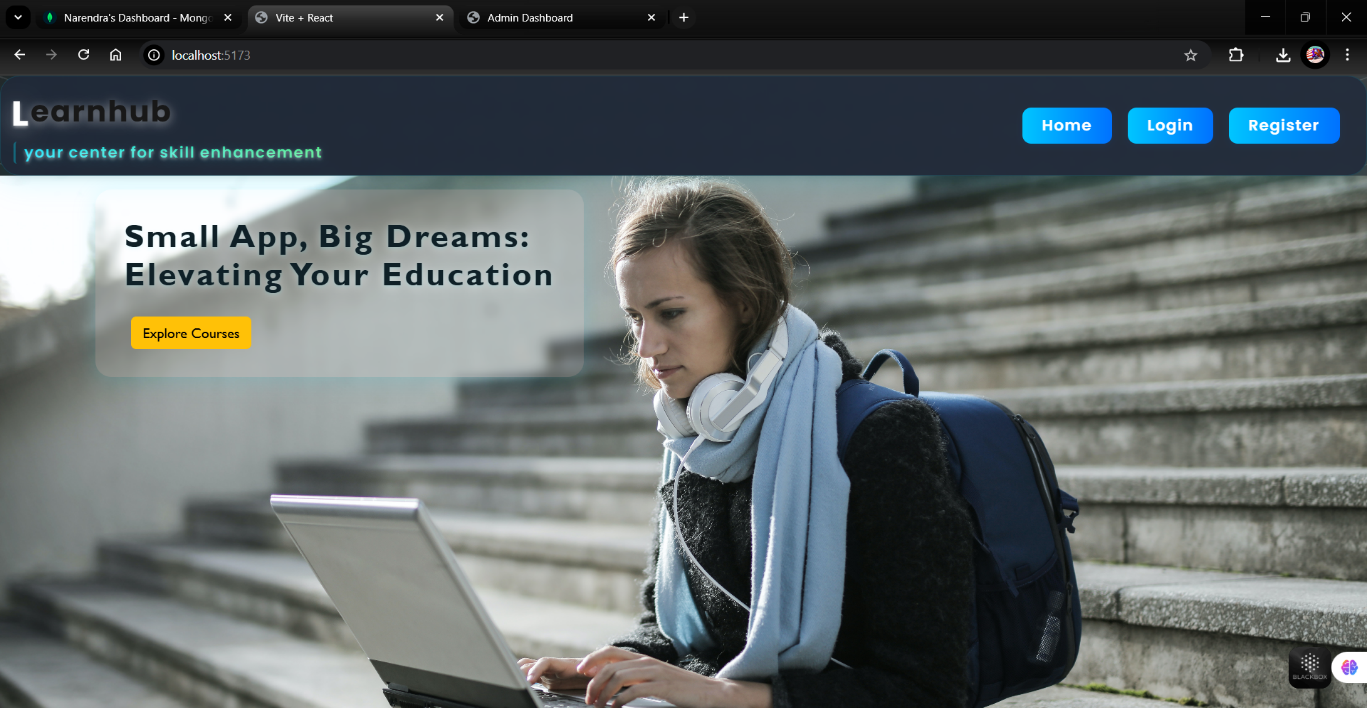 Narendra's Dashboard - Mongo
Vite + React
Admin Dashboard
localhost:5173
Learnhub
Home
Login
Register
your center for skill enhancement
Small App, Big Dreams:
Elevating Your Education
Explore Courses
BLACKBOX